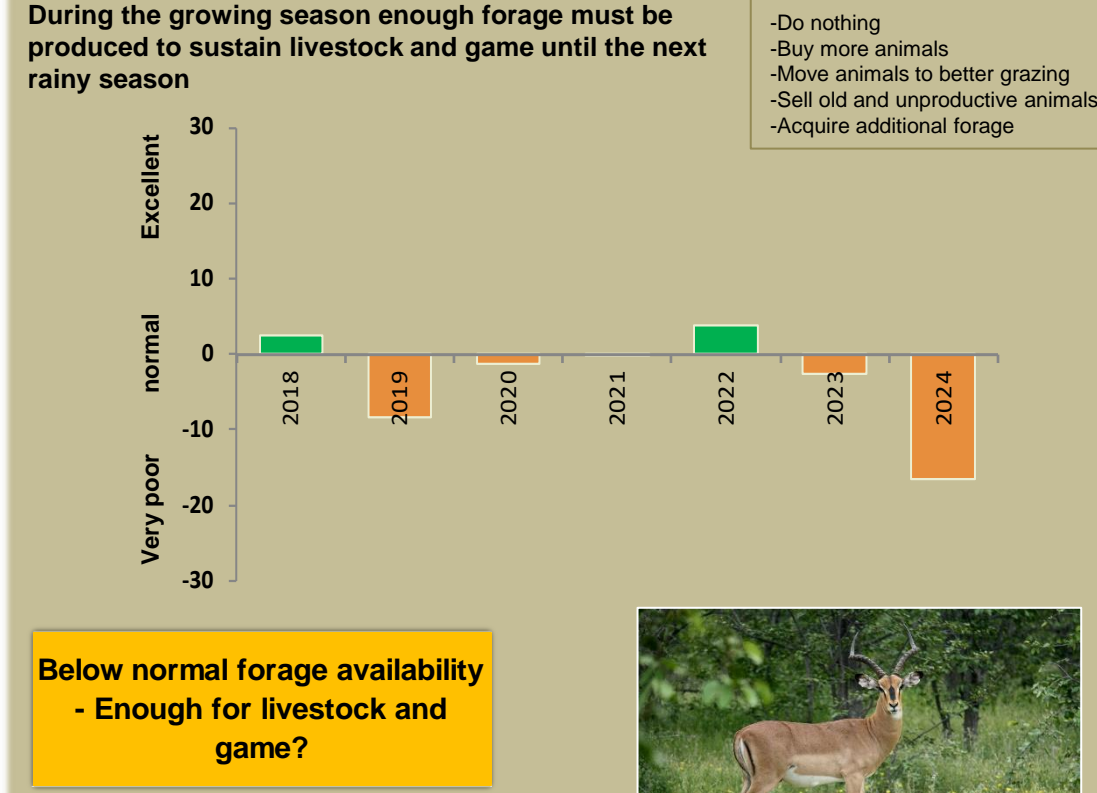 During the growing season enough forage must be
produced to sustain livestock and game until the next
rainy season
-Do nothing
-Buy more animals
-Move animals to better grazing
-Sell old and unproductive animals
-Acquire additional forage
30
20
10
0
-10
-20
-30
Excellent
normal
Very poor
2018
2019
2020
2021
2022
2023
2024
Below normal forage availability
- Enough for livestock and
game?